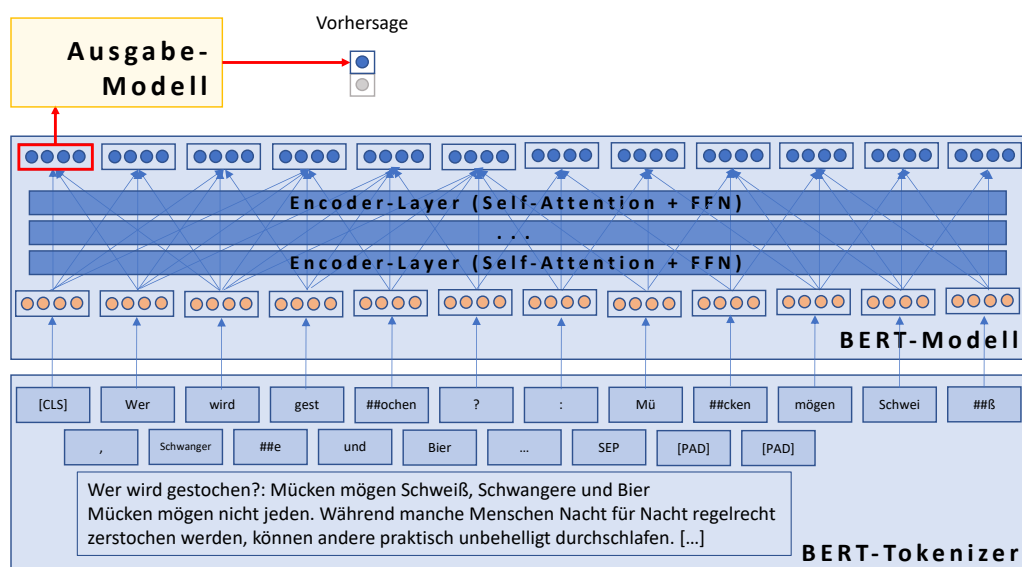 Vorhersage
Ausgabe-
Modell
Encoder-Layer (Self-Attention + FFN)
...
Encoder-Layer (Self-Attention + FFN)
BERT-Modell
[CLS] Wer wird gest ##ochen ? : Mü ##cken mögen Schwei ##ß
, Schwanger ##e und Bier … SEP [PAD] [PAD]
Wer wird gestochen?: Mücken mögen Schweiß, Schwangere und Bier
Mücken mögen nicht jeden. Während manche Menschen Nacht für Nacht regelrecht
zerstochen werden, können andere praktisch unbehelligt durchschlafen. […]
BERT-Tokenizer